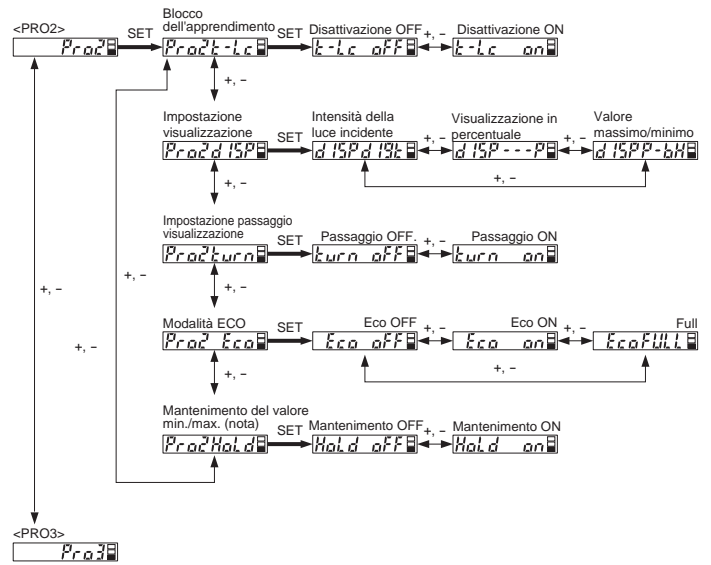 <PRO2>
Pro2
SET
Blocco
dell'apprendimento
Pro2t-Lc
SET
Disattivazione OFF
t-Lc oFF
+, −
Disattivazione ON
t-Lc on
+, −
Impostazione
visualizzazione
Pro2dISP
SET
Intensità della
luce incidente
dISPdIgt
+, −
Visualizzazione in
percentuale
dISP---P
+, −
Valore
massimo/minimo
dISPP-bH
+, −
+, −
Impostazione passaggio
visualizzazione
Pro2turn
SET
Passaggio OFF.
turn oFF
+, −
Passaggio ON
turn on
+, −
+, −
+, −
+, −
Modalità ECO
Pro2 Eco
SET
Eco OFF
Eco oFF
+, −
Eco ON
Eco on
+, −
Full
EcoFULL
+, −
+, −
Mantenimento del valore
min./max. (nota)
Pro2HoLd
SET
Mantenimento OFF
HoLd oFF
+, −
Mantenimento ON
HoLd on
<PRO3>
Pro3